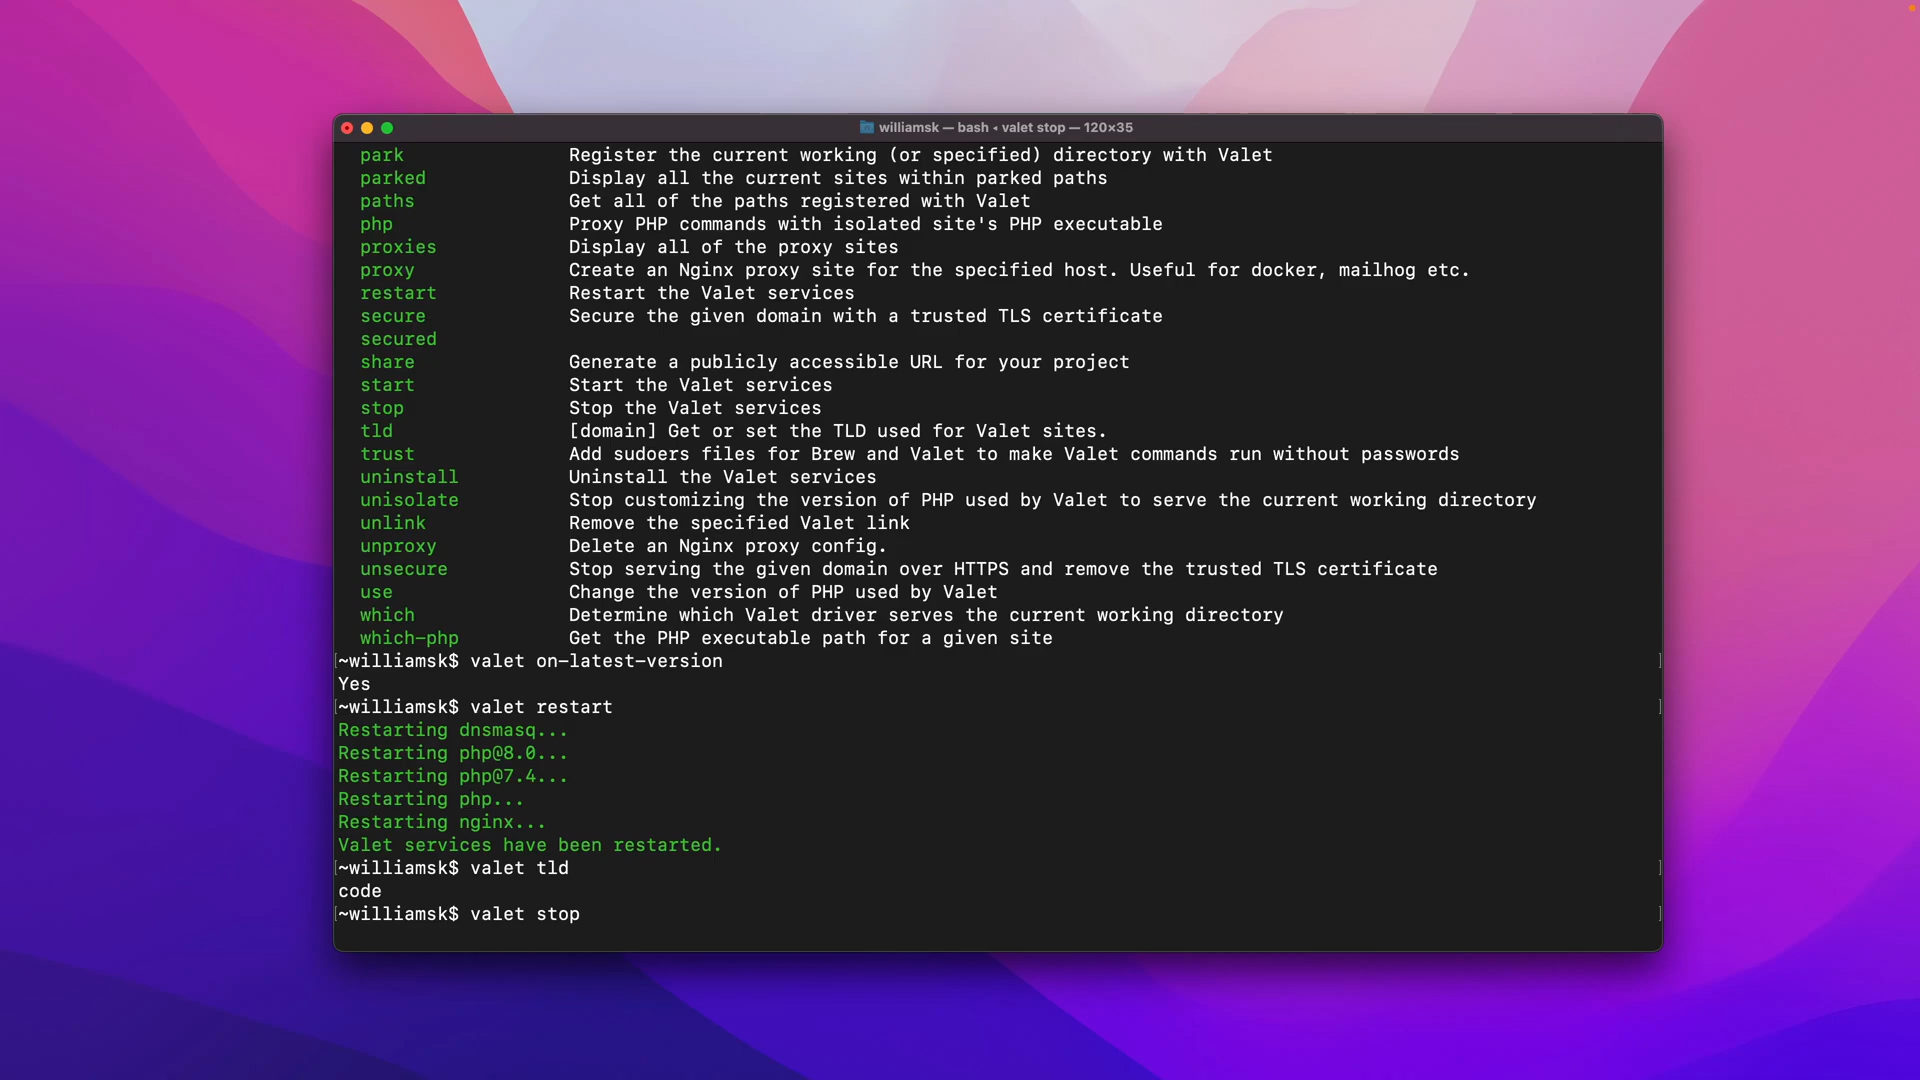 williamsk — bash ◂ valet stop — 120×35
park Register the current working (or specified) directory with Valet
parked Display all the current sites within parked paths
paths Get all of the paths registered with Valet
php Proxy PHP commands with isolated site's PHP executable
proxies Display all of the proxy sites
proxy Create an Nginx proxy site for the specified host. Useful for docker, mailhog etc.
restart Restart the Valet services
secure Secure the given domain with a trusted TLS certificate
secured
share Generate a publicly accessible URL for your project
start Start the Valet services
stop Stop the Valet services
tld [domain] Get or set the TLD used for Valet sites.
trust Add sudoers files for Brew and Valet to make Valet commands run without passwords
uninstall Uninstall the Valet services
unisolate Stop customizing the version of PHP used by Valet to serve the current working directory
unlink Remove the specified Valet link
unproxy Delete an Nginx proxy config.
unsecure Stop serving the given domain over HTTPS and remove the trusted TLS certificate
use Change the version of PHP used by Valet
which Determine which Valet driver serves the current working directory
which-php Get the PHP executable path for a given site
[~williamsk$ valet on-latest-version ]
Yes
[~williamsk$ valet restart ]
Restarting dnsmasq...
Restarting php@8.0...
Restarting php@7.4...
Restarting php...
Restarting nginx...
Valet services have been restarted.
[~williamsk$ valet tld ]
code
[~williamsk$ valet stop ]